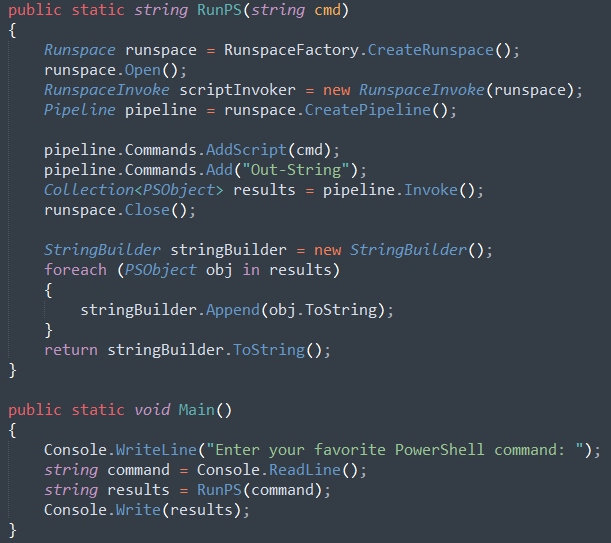 public static string RunPS(string cmd)
{
    Runspace runspace = RunspaceFactory.CreateRunspace();
    runspace.Open();
    RunspaceInvoke scriptInvoker = new RunspaceInvoke(runspace);
    Pipeline pipeline = runspace.CreatePipeline();

    pipeline.Commands.AddScript(cmd);
    pipeline.Commands.Add("Out-String");
    Collection<PSObject> results = pipeline.Invoke();
    runspace.Close();

    StringBuilder stringBuilder = new StringBuilder();
    foreach (PSObject obj in results)
    {
        stringBuilder.Append(obj.ToString);
    }
    return stringBuilder.ToString();
}

public static void Main()
{
    Console.WriteLine("Enter your favorite PowerShell command: ");
    string command = Console.ReadLine();
    string results = RunPS(command);
    Console.Write(results);
}